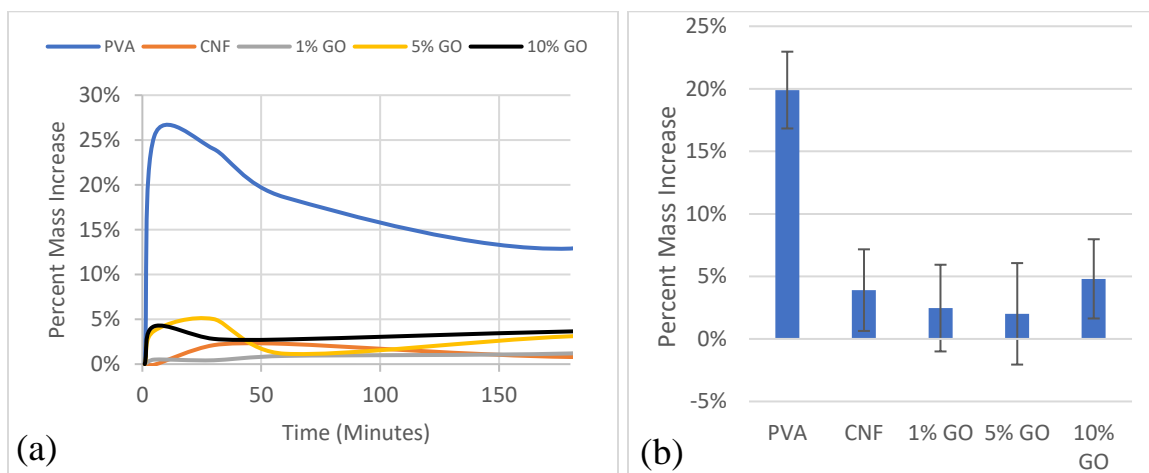 PVA CNF 1% GO 5% GO 10% GO
30%
25%
20%
15%
10%
5%
0%
0 50 100 150
Percent Mass Increase
Time (Minutes)
(a)
25%
20%
15%
10%
5%
0%
-5%
Percent Mass Increase
PVA CNF 1% GO 5% GO 10%
GO
(b)